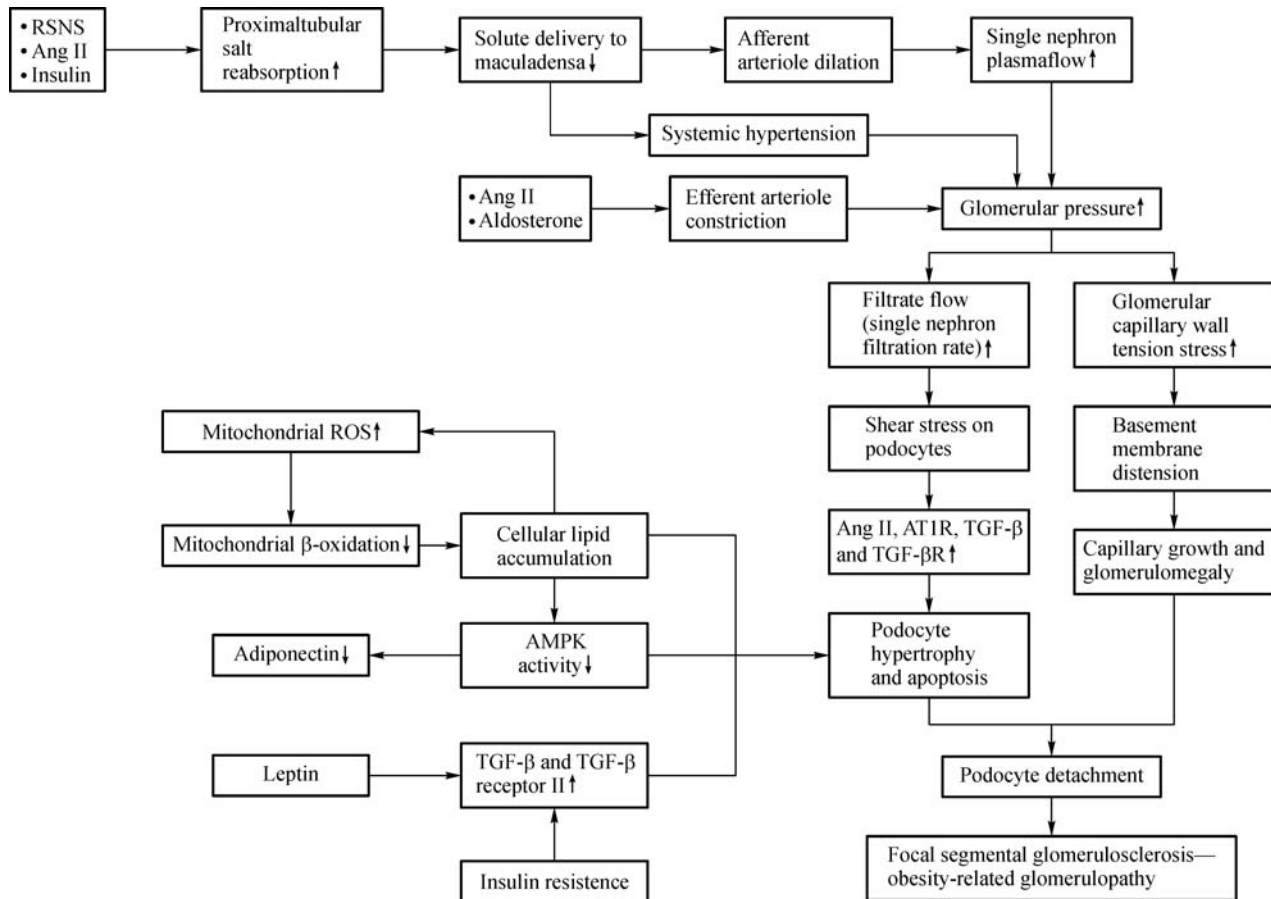 • RSNS
• Ang II
• Insulin
Proximaltubular
salt
reabsorption↑
Solute delivery to
maculadensa↓
Afferent
arteriole dilation
Single nephron
plasmaflow↑
Systemic hypertension
• Ang II
• Aldosterone
Efferent arteriole
constriction
Glomerular pressure↑
Filtrate flow
(single nephron
filtration rate)↑
Glomerular
capillary wall
tension stress↑
Mitochondrial ROS↑
Shear stress on
podocytes
Basement
membrane
distension
Mitochondrial β-oxidation↓
Cellular lipid
accumulation
Ang II, AT1R, TGF-β
and TGF-βR↑
Capillary growth and
glomerulomegaly
Adiponectin↓
AMPK
activity↓
Podocyte
hypertrophy
and apoptosis
Leptin
TGF-β and TGF-β
receptor II↑
Podocyte detachment
Insulin resistence
Focal segmental glomerulosclerosis—
obesity-related glomerulopathy